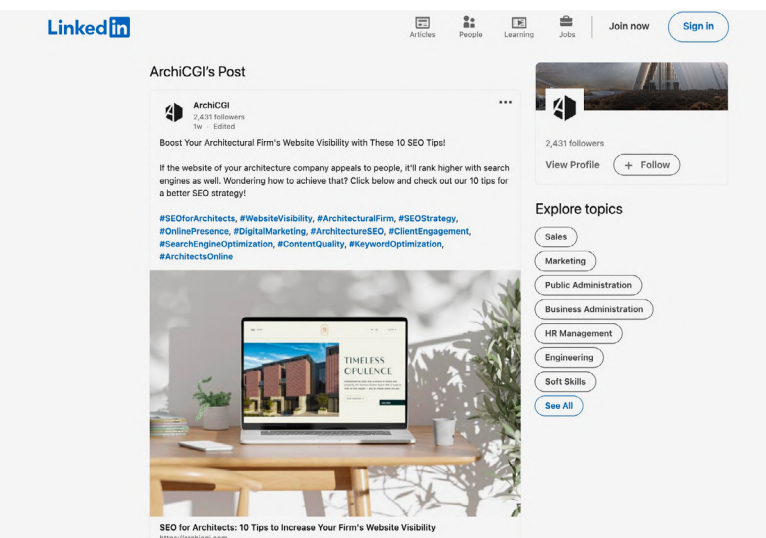 Linked in
Articles
People
Learning
Jobs
Join now
Sign in
ArchiCGI's Post
ArchiCGI
2,431 followers
1w · Edited
Boost Your Architectural Firm's Website Visibility with These 10 SEO Tips!
If the website of your architecture company appeals to people, it'll rank higher with search
engines as well. Wondering how to achieve that? Click below and check out our 10 tips for
a better SEO strategy!
#SEOforArchitects, #WebsiteVisibility, #ArchitecturalFirm, #SEOStrategy,
#OnlinePresence, #DigitalMarketing, #ArchitectureSEO, #ClientEngagement,
#SearchEngineOptimization, #ContentQuality, #KeywordOptimization,
#ArchitectsOnline
TIMELESS
OPULENCE
SEO for Architects: 10 Tips to Increase Your Firm's Website Visibility
https://archicgi.com
2,431 followers
View Profile
+ Follow
Explore topics
Sales
Marketing
Public Administration
Business Administration
HR Management
Engineering
Soft Skills
See All